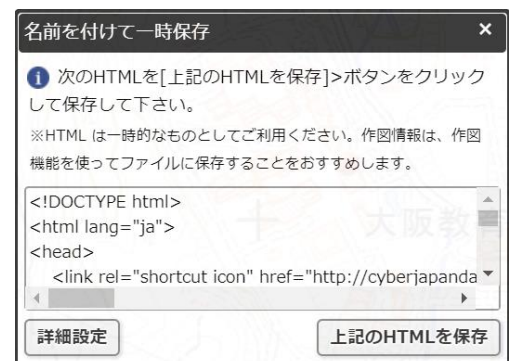 名前を付けて一時保存 ×
次のHTMLを[上記のHTMLを保存]>ボタンをクリック
して保存して下さい。
※HTML は一時的なものとしてご利用ください。作図情報は、作図
機能を使ってファイルに保存することをおすすめします。
<!DOCTYPE html>
<html lang="ja">
<head>
<link rel="shortcut icon" href="http://cyberjapanda
大阪教
詳細設定 上記のHTMLを保存